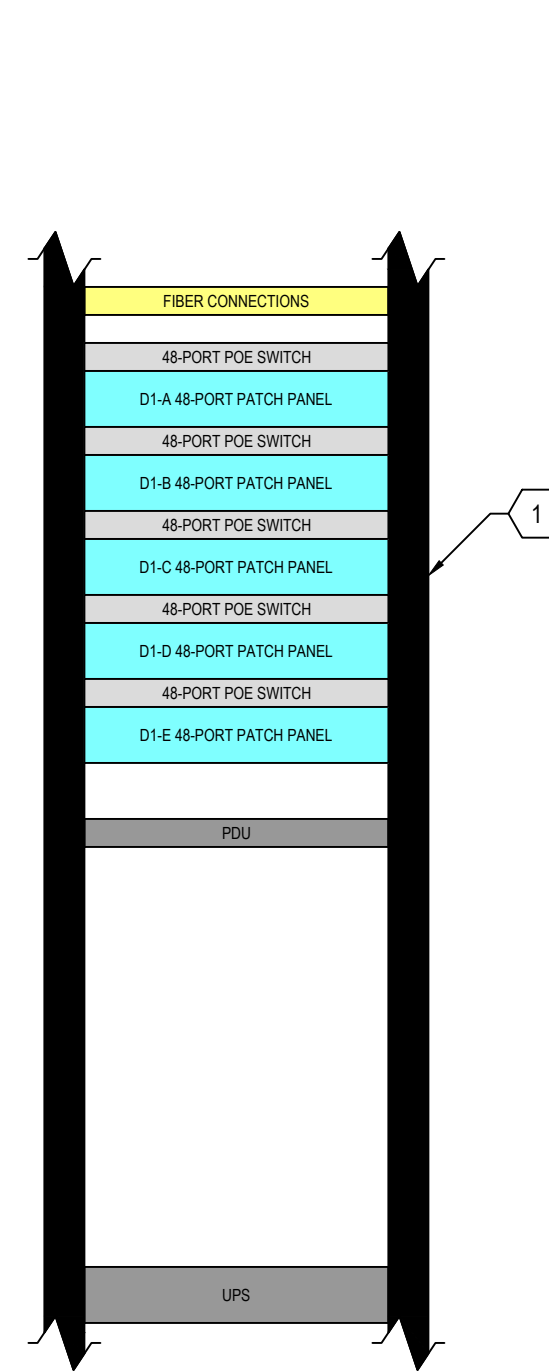 FIBER CONNECTIONS
48-PORT POE SWITCH
D1-A 48-PORT PATCH PANEL
48-PORT POE SWITCH
D1-B 48-PORT PATCH PANEL
48-PORT POE SWITCH
1
D1-C 48-PORT PATCH PANEL
48-PORT POE SWITCH
D1-D 48-PORT PATCH PANEL
48-PORT POE SWITCH
D1-E 48-PORT PATCH PANEL
PDU
UPS